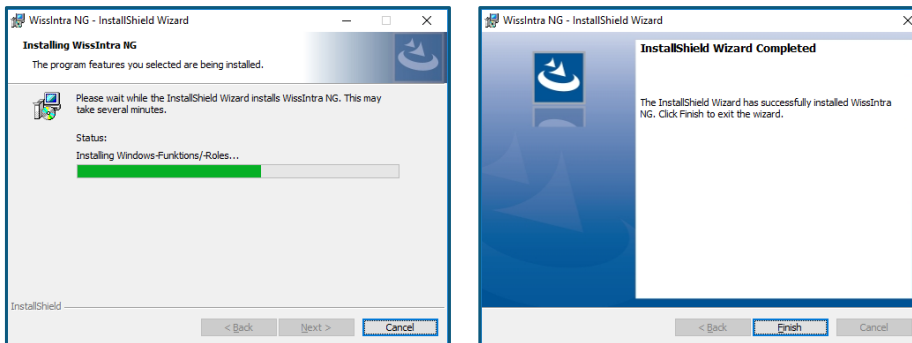 WissIntra NG - InstallShield Wizard
Installing WissIntra NG
The program features you selected are being installed.
Please wait while the InstallShield Wizard installs WissIntra NG. This may
take several minutes.
Status:
Installing Windows-Funktions/-Roles...
InstallShield
< Back
Next >
Cancel
WissIntra NG - InstallShield Wizard
InstallShield Wizard Completed
The InstallShield Wizard has successfully installed WissIntra
NG. Click Finish to exit the wizard.
< Back
Finish
Cancel